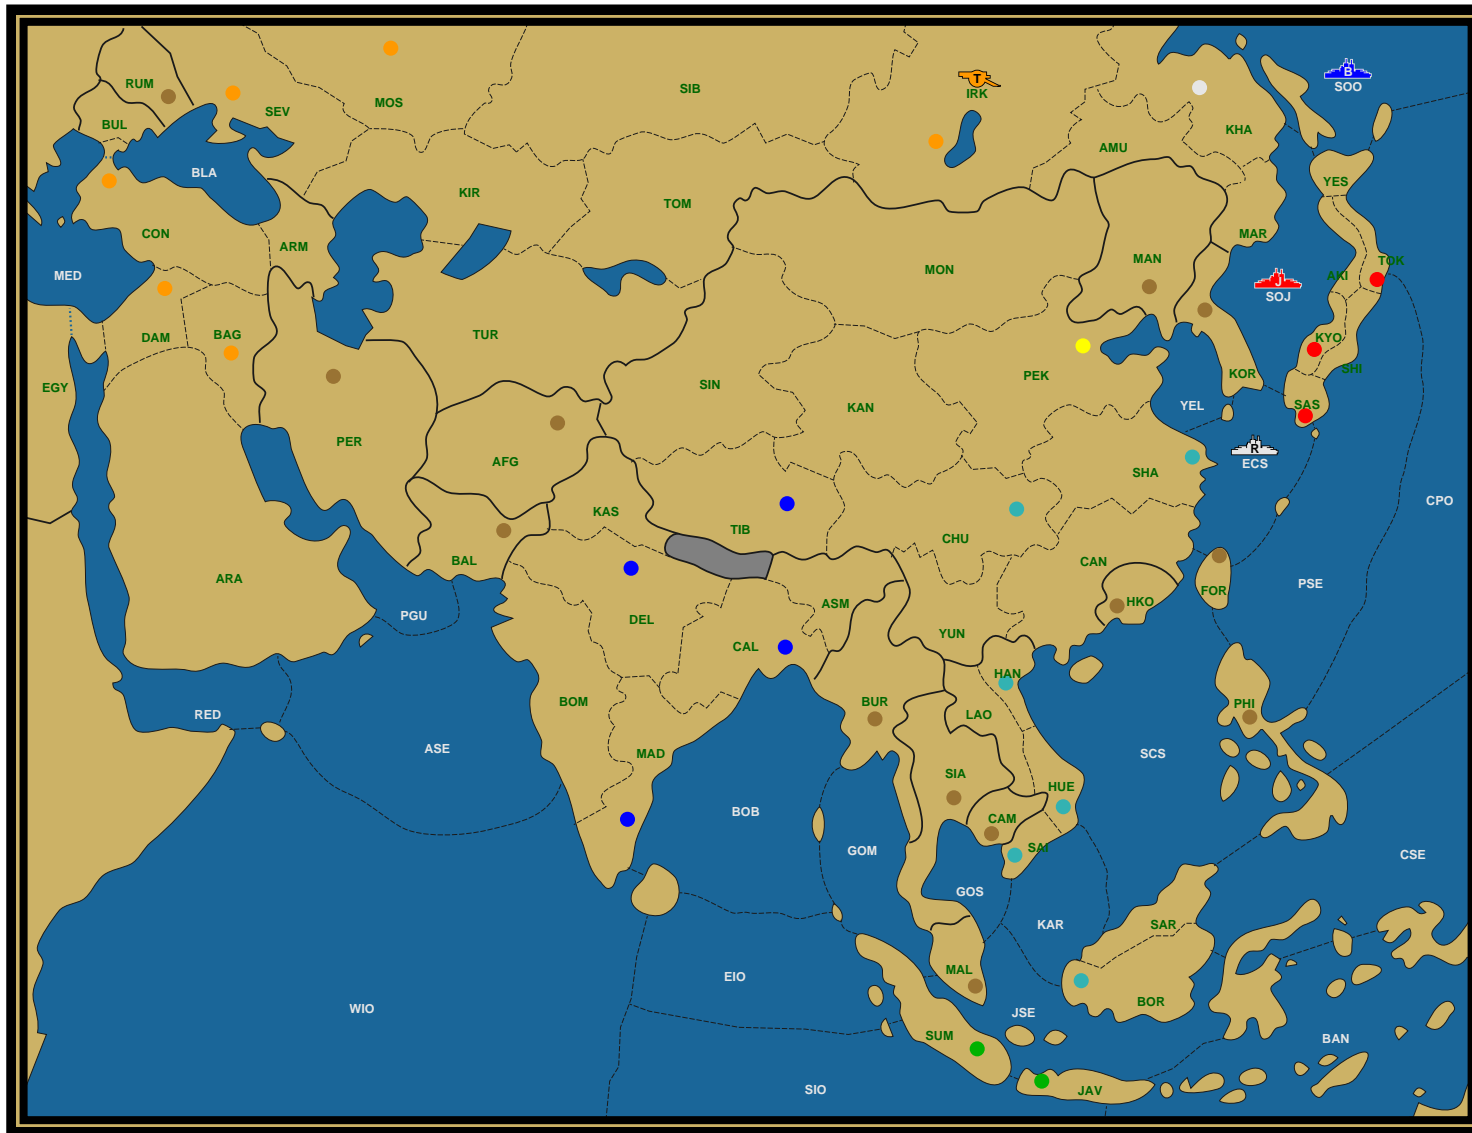 B
SOO
T
IRK
RUM
SEV
MOS
SIB
BUL
KHA
AMU
BLA
YES
KIR
TOM
CON
ARM
MAR
MED
MON
MAN
TOK
AKI
J
SOJ
DAM
BAG
TUR
KYO
SHI
EGY
SIN
PEK
KOR
KAN
YEL
SAS
PER
R
ECS
AFG
SHA
CPO
KAS
TIB
CHU
BAL
CAN
ARA
PGU
DEL
ASM
HKO
FOR
PSE
YUN
CAL
HAN
BOM
BUR
LAO
PHI
RED
ASE
MAD
SCS
SIA
HUE
BOB
CAM
SAI
GOM
CSE
GOS
KAR
SAR
MAL
EIO
WIO
BOR
JSE
SUM
BAN
SIO
JAV